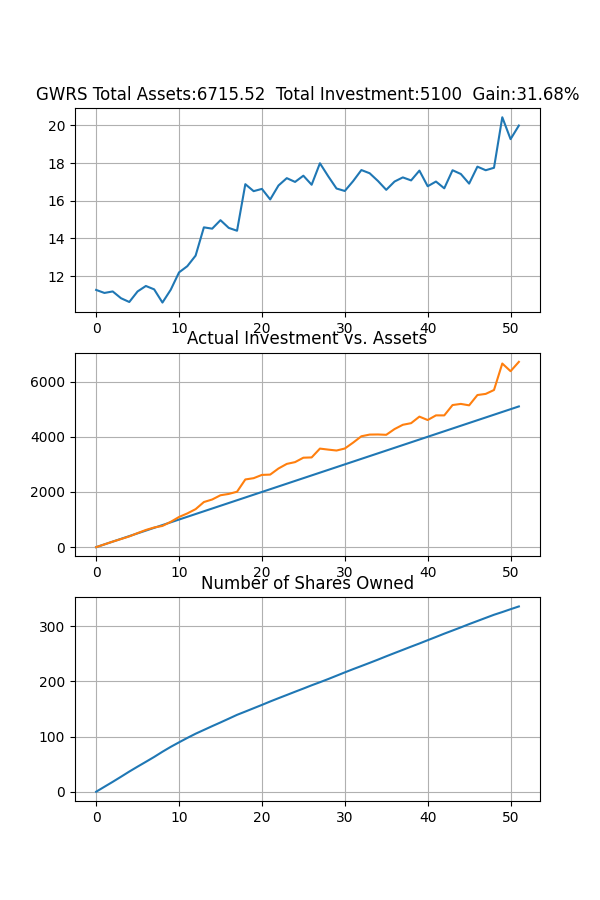 GWRS Total Assets:6715.52  Total Investment:5100  Gain:31.68%
20
18
16
14
12
0 10 20 30 40 50
Actual Investment vs. Assets
6000
4000
2000
0
0 10 20 30 40 50
Number of Shares Owned
300
200
100
0
0 10 20 30 40 50